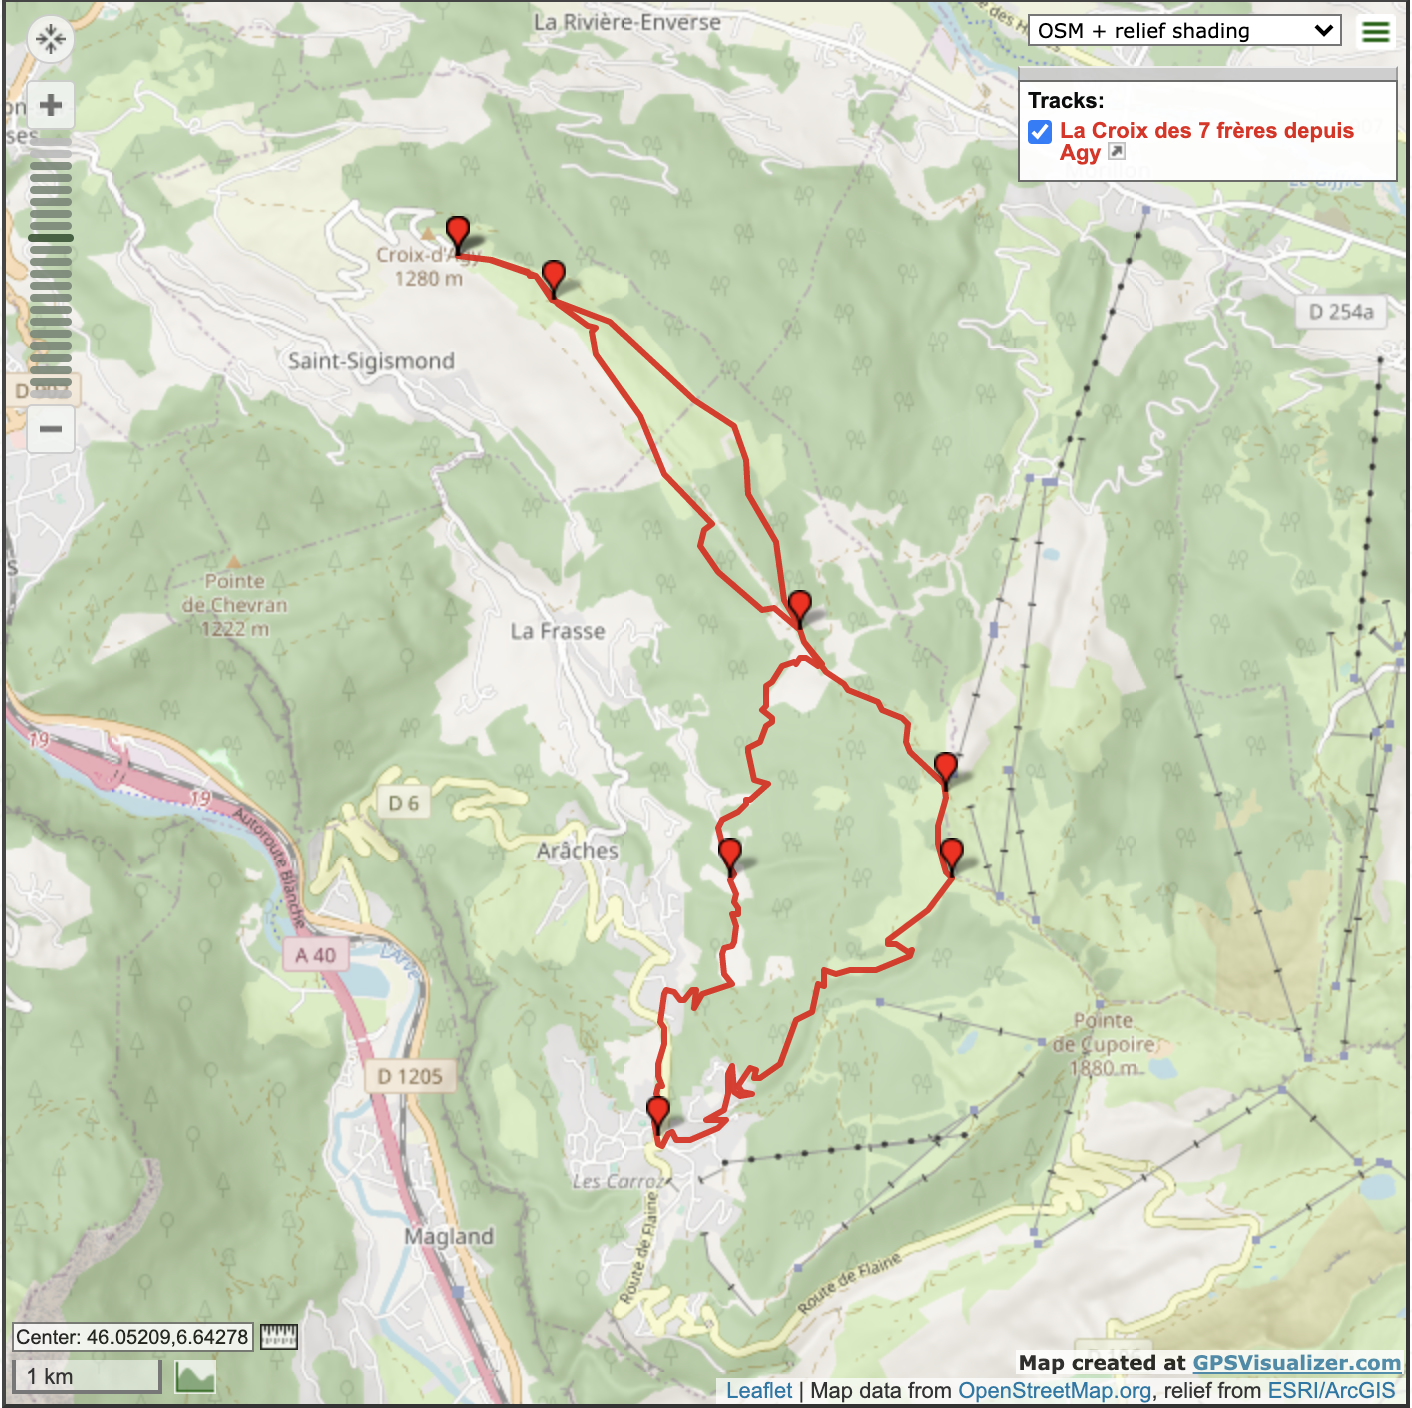 La Rivière-Enverse
OSM + relief shading
Tracks:
La Croix des 7 frères depuis
Agy
Croix-d'Agy
1280 m
D 254a
Saint-Sigismond
Pointe
de Chevran
1222 m
La Frasse
19
19
Autoroute Blanche
D 6
Arâches
A 40
L'Arve
Pointe
de Cupoire
1880 m
D 1205
Les Carroz
Magland
Route de Flaine
Route de Flaine
Center: 46.05209,6.64278
1 km
Map created at GPSVisualizer.com
Leaflet | Map data from OpenStreetMap.org, relief from ESRI/ArcGIS